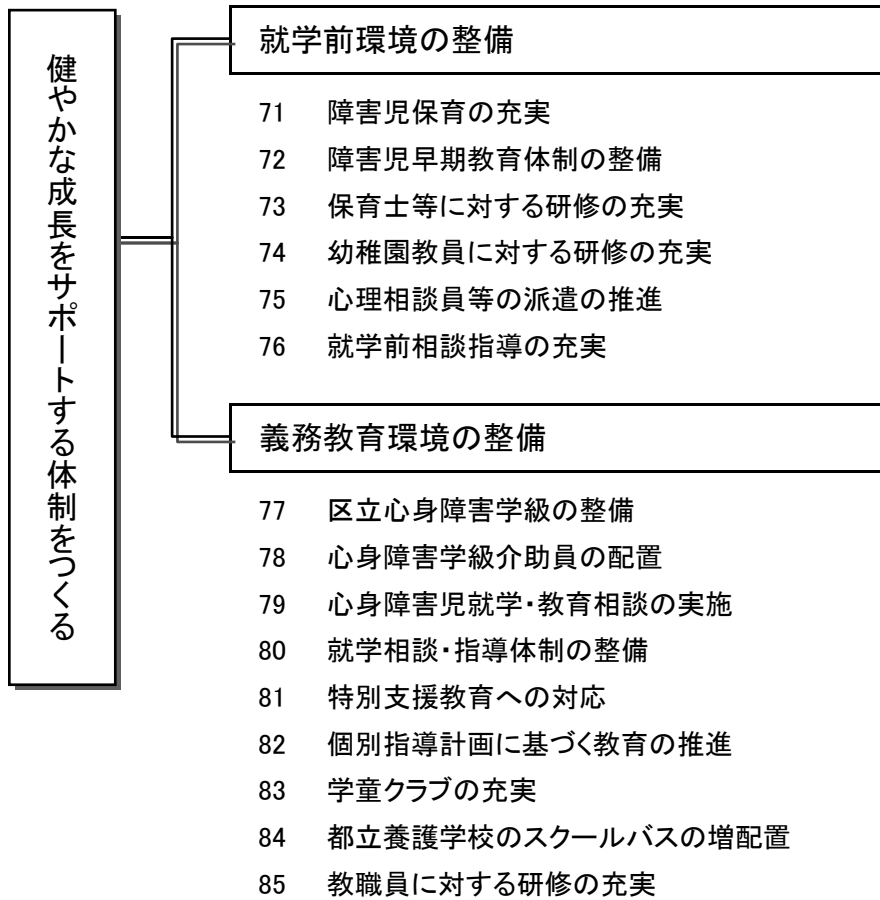 健やかな成長をサポートする体制をつくる
就学前環境の整備
71 障害児保育の充実
72 障害児早期教育体制の整備
73 保育士等に対する研修の充実
74 幼稚園教員に対する研修の充実
75 心理相談員等の派遣の推進
76 就学前相談指導の充実
義務教育環境の整備
77 区立心身障害学級の整備
78 心身障害学級介助員の配置
79 心身障害児就学・教育相談の実施
80 就学相談・指導体制の整備
81 特別支援教育への対応
82 個別指導計画に基づく教育の推進
83 学童クラブの充実
84 都立養護学校のスクールバスの増配置
85 教職員に対する研修の充実